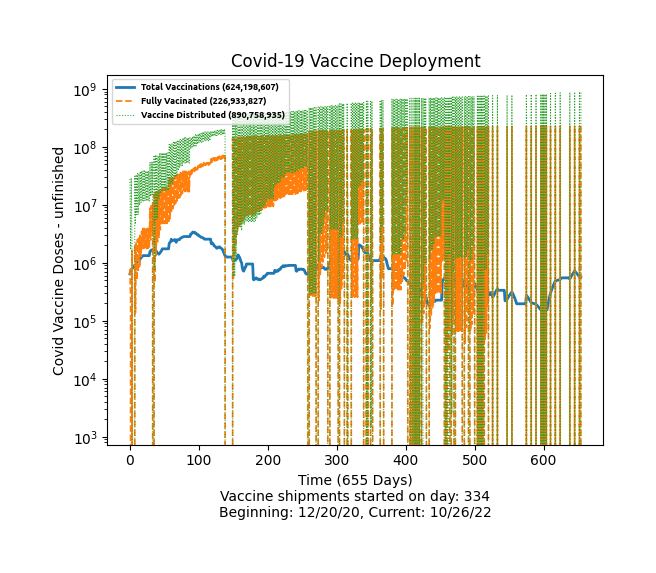 Covid-19 Vaccine Deployment
Total Vaccinations (624,198,607)
Fully Vacinated (226,933,827)
Vaccine Distributed (890,758,935)
Covid Vaccine Doses - unfinished
10⁹
10⁸
10⁷
10⁶
10⁵
10⁴
10³
0 100 200 300 400 500 600
Time (655 Days)
Vaccine shipments started on day: 334
Beginning: 12/20/20, Current: 10/26/22